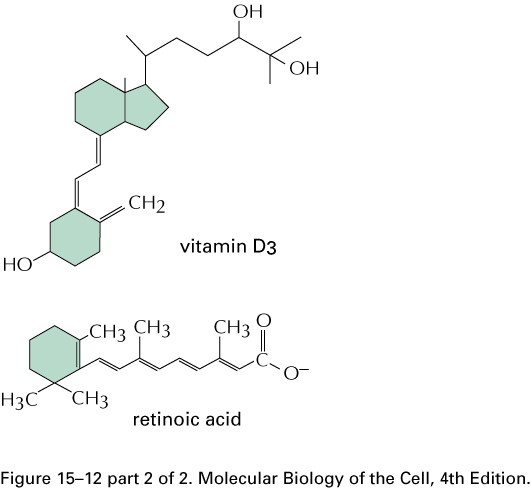 OH
OH
CH2
vitamin D3
HO
CH3 CH3 CH3 O
C
O–
H3C CH3
retinoic acid
Figure 15–12 part 2 of 2. Molecular Biology of the Cell, 4th Edition.